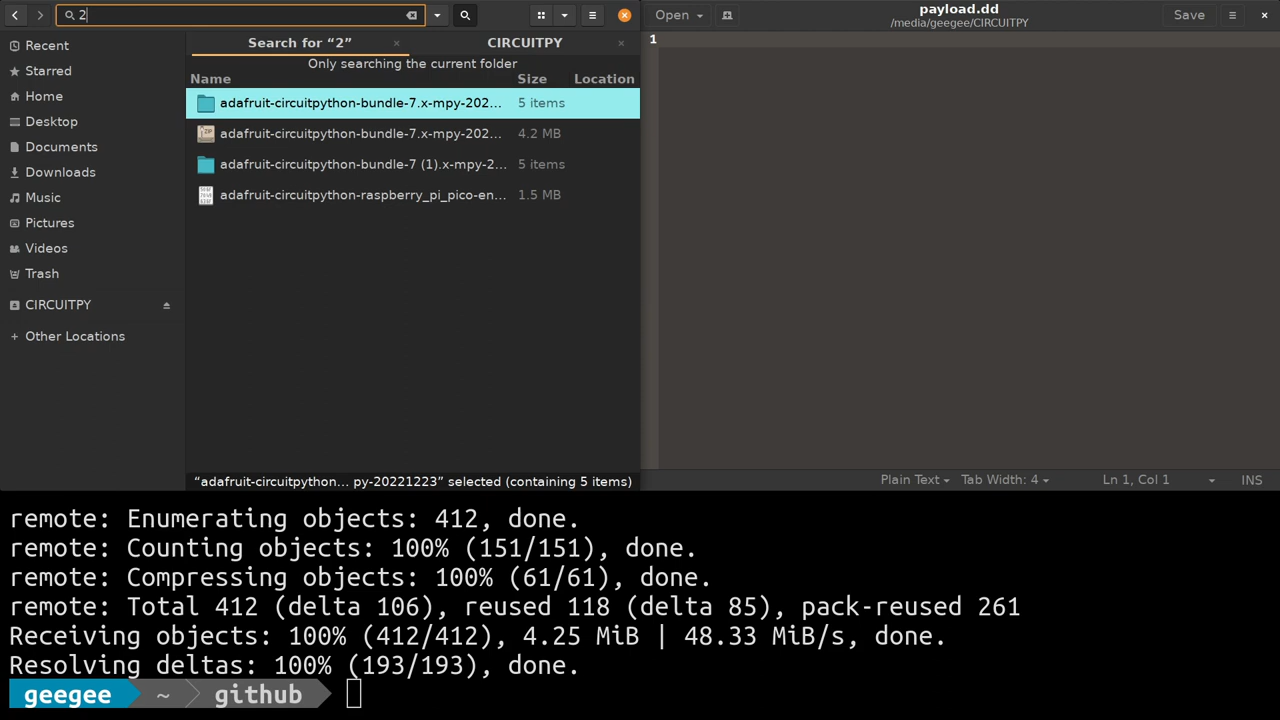 2
Open
payload.dd
/media/geegee/CIRCUITPY
Save
Recent
Starred
Home
Desktop
Documents
Downloads
Music
Pictures
Videos
Trash
CIRCUITPY
Other Locations
Search for “2”
CIRCUITPY
Only searching the current folder
Name Size Location
adafruit-circuitpython-bundle-7.x-mpy-202... 5 items
adafruit-circuitpython-bundle-7.x-mpy-202... 4.2 MB
adafruit-circuitpython-bundle-7 (1).x-mpy-2... 5 items
adafruit-circuitpython-raspberry_pi_pico-en... 1.5 MB
“adafruit-circuitpython… py-20221223” selected (containing 5 items)
1
Plain Text Tab Width: 4 Ln 1, Col 1 INS
remote: Enumerating objects: 412, done.
remote: Counting objects: 100% (151/151), done.
remote: Compressing objects: 100% (61/61), done.
remote: Total 412 (delta 106), reused 118 (delta 85), pack-reused 261
Receiving objects: 100% (412/412), 4.25 MiB | 48.33 MiB/s, done.
Resolving deltas: 100% (193/193), done.
geegee ~ github